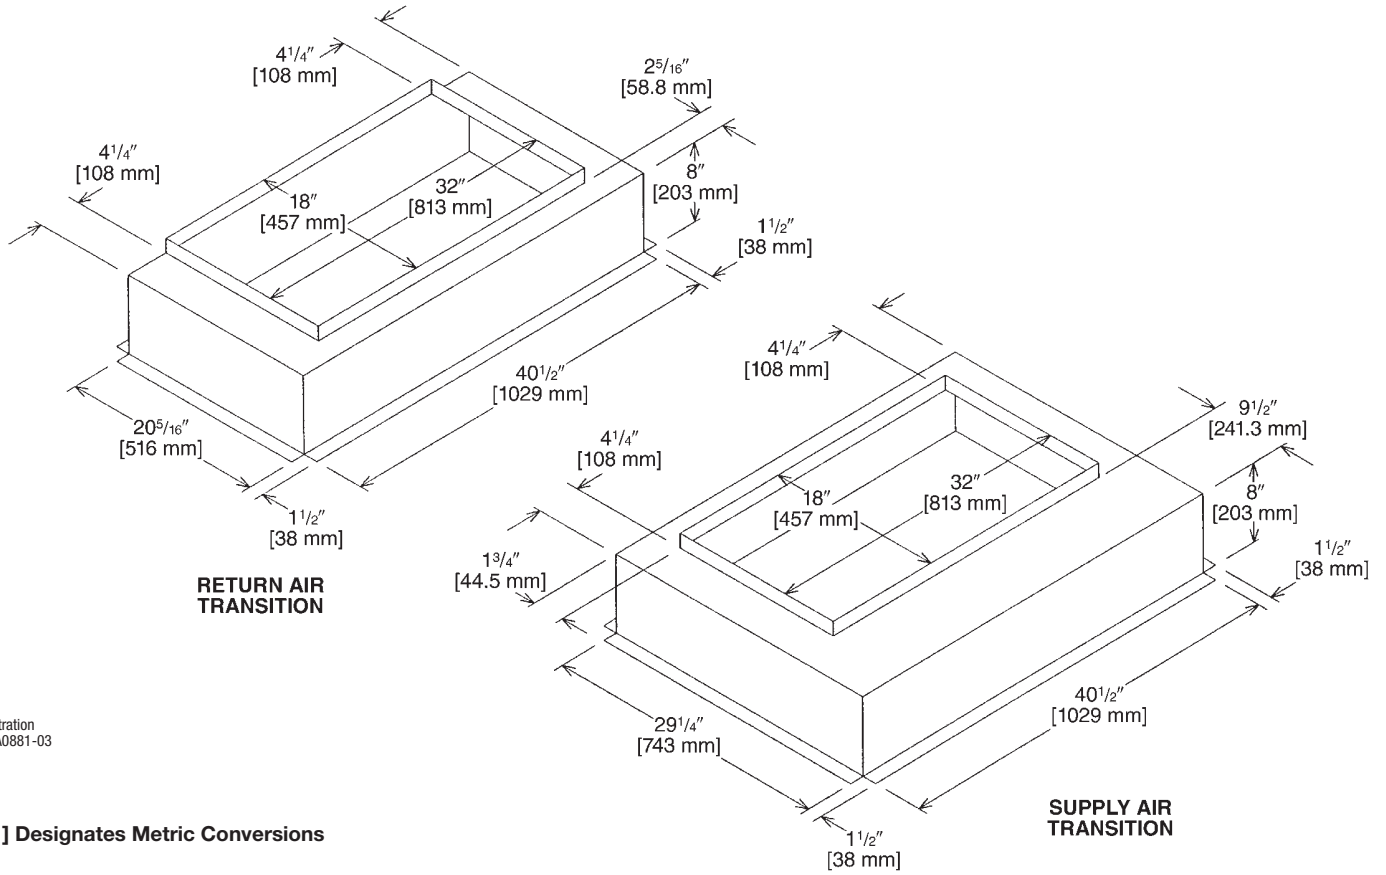 4 1/4″
[108 mm]
2 5/16″
[58.8 mm]
4 1/4″
[108 mm]
18″
[457 mm]
32″
[813 mm]
8″
[203 mm]
1 1/2″
[38 mm]
40 1/2″
[1029 mm]
20 5/16″
[516 mm]
1 1/2″
[38 mm]
RETURN AIR
TRANSITION
4 1/4″
[108 mm]
9 1/2″
[241.3 mm]
4 1/4″
[108 mm]
18″
[457 mm]
32″
[813 mm]
8″
[203 mm]
1 3/4″
[44.5 mm]
1 1/2″
[38 mm]
40 1/2″
[1029 mm]
29 1/4″
[743 mm]
1 1/2″
[38 mm]
SUPPLY AIR
TRANSITION
tration
A0881-03
] Designates Metric Conversions